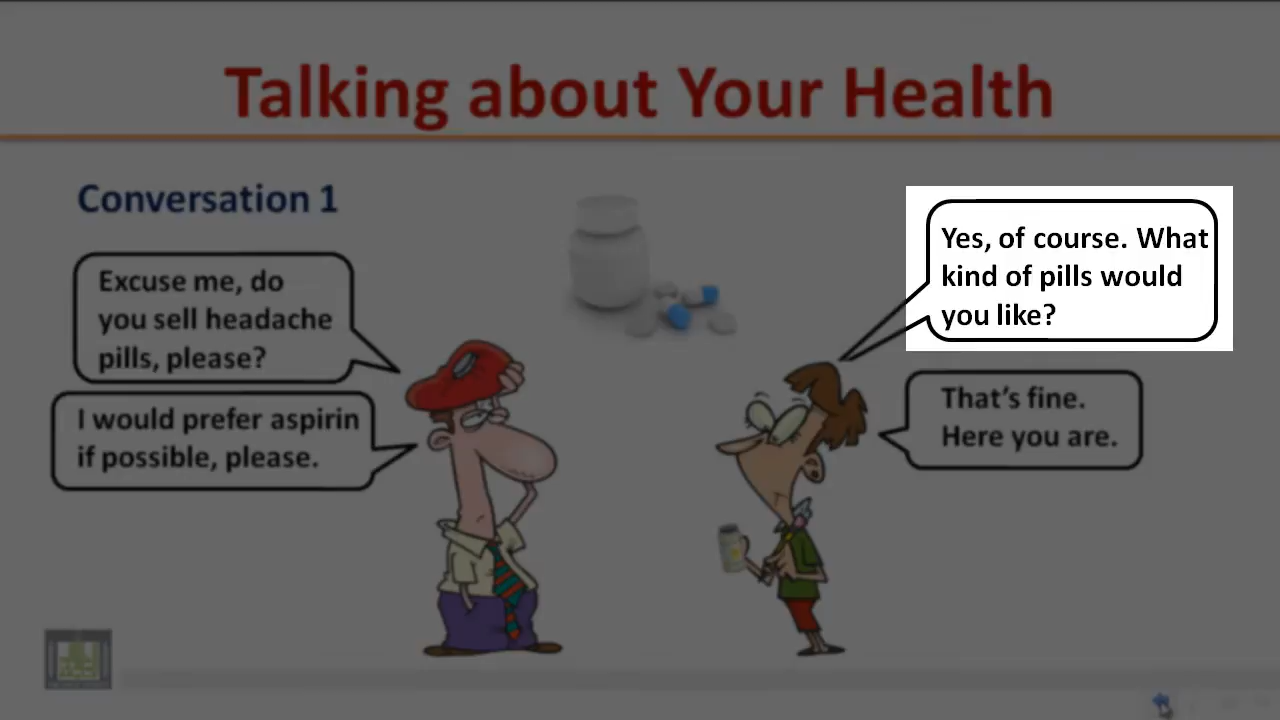 Talking about Your Health
Conversation 1
Excuse me, do
you sell headache
pills, please?
Yes, of course. What
kind of pills would
you like?
I would prefer aspirin
if possible, please.
That's fine.
Here you are.